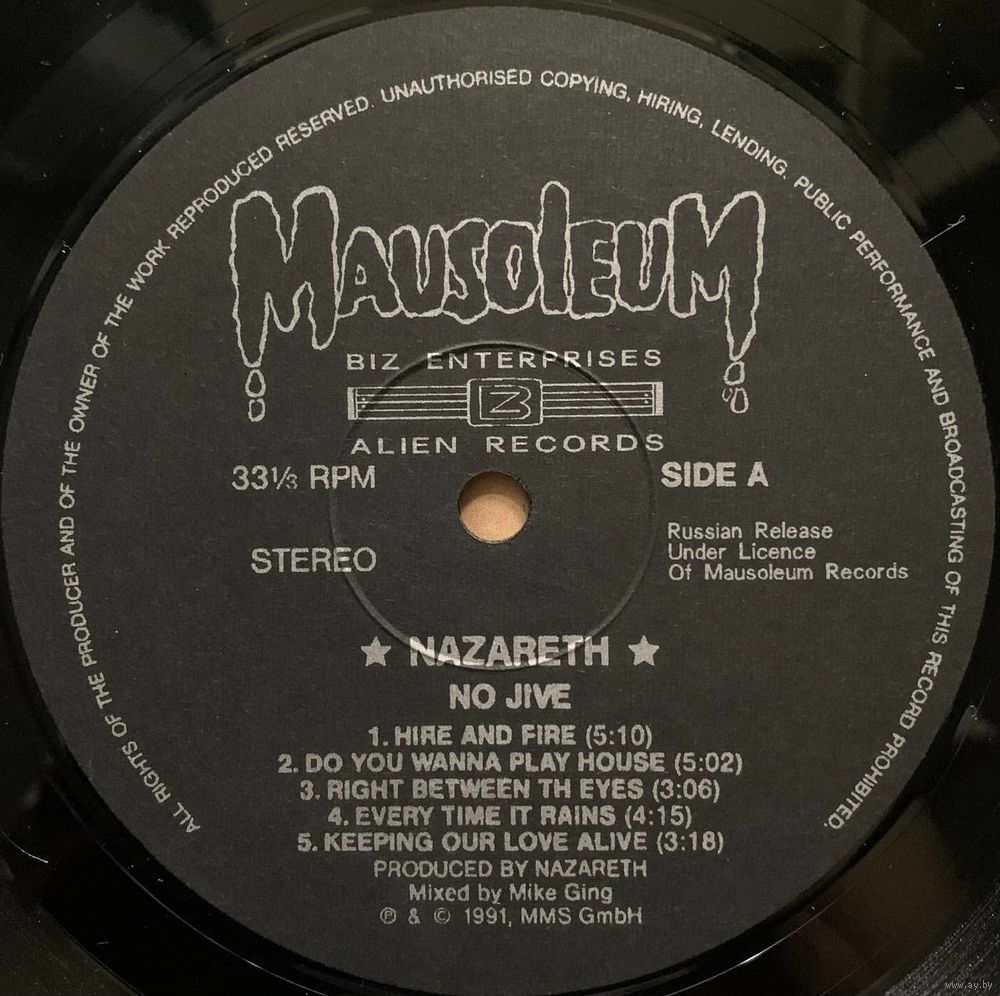 ALL RIGHTS OF THE PRODUCER AND OF THE OWNER OF THE WORK REPRODUCED RESERVED. UNAUTHORISED COPYING, HIRING, LENDING, PUBLIC PERFORMANCE AND BROADCASTING OF THIS RECORD PROHIBITED.
MAUSOLEUM
BIZ ENTERPRISES
B
ALIEN RECORDS
33⅓ RPM
SIDE A
STEREO
Russian Release
Under Licence
Of Mausoleum Records
★ NAZARETH ★
NO JIVE
1. HIRE AND FIRE (5:10)
2. DO YOU WANNA PLAY HOUSE (5:02)
3. RIGHT BETWEEN TH EYES (3:06)
4. EVERY TIME IT RAINS (4:15)
5. KEEPING OUR LOVE ALIVE (3:18)
PRODUCED BY NAZARETH
Mixed by Mike Ging
℗ & © 1991, MMS GmbH
www.ay.by